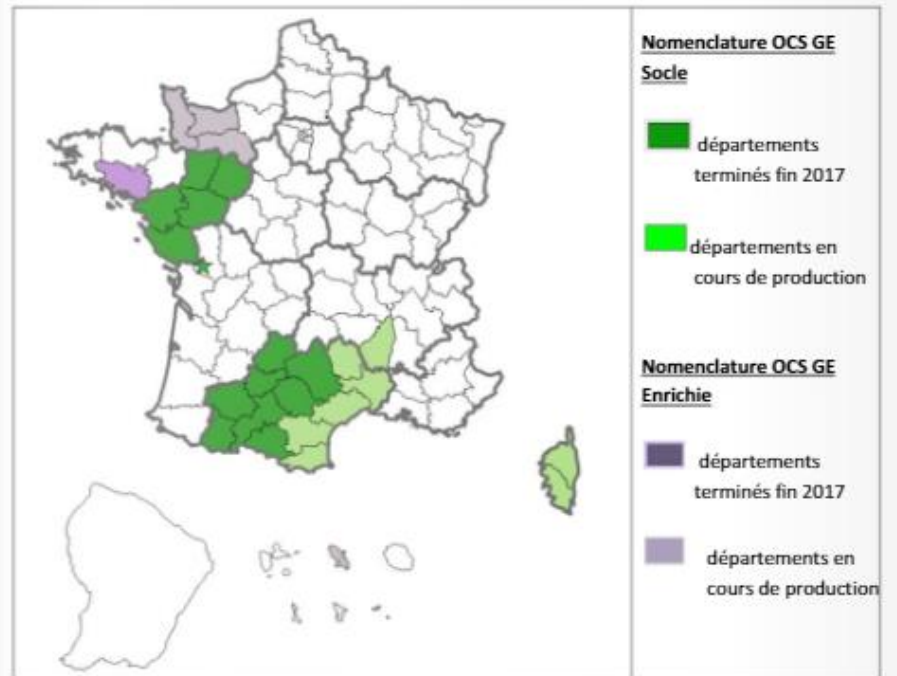 Nomenclature OCS GE
Socle
départements
terminés fin 2017
départements en
cours de production
Nomenclature OCS GE
Enrichie
départements
terminés fin 2017
départements en
cours de production